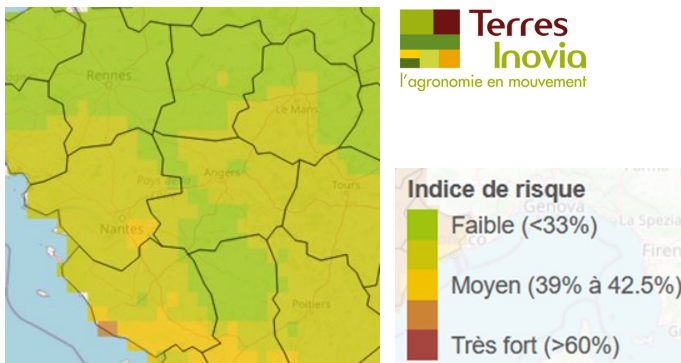 Terres
Inovia
l'agronomie en mouvement
Rennes
Le Mans
Pays de la
Angers
Tours
Nantes
Poitiers
Indice de risque
Faible (<33%)
Genova
La Spezia
Firen
Moyen (39% à 42.5%)
Très fort (>60%)